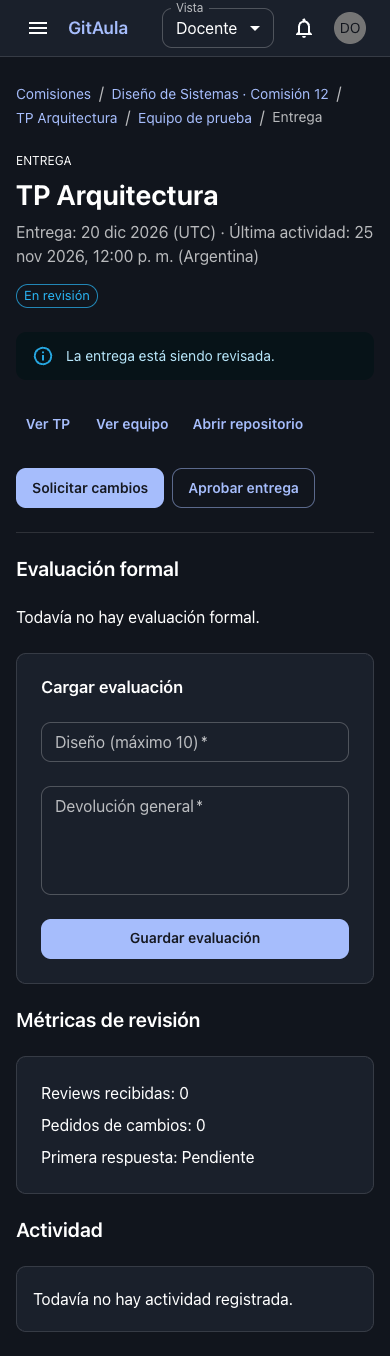 Vista
GitAula
Docente
DO
Comisiones / Diseño de Sistemas · Comisión 12 /
TP Arquitectura / Equipo de prueba / Entrega
ENTREGA
TP Arquitectura
Entrega: 20 dic 2026 (UTC) · Última actividad: 25
nov 2026, 12:00 p. m. (Argentina)
En revisión
La entrega está siendo revisada.
Ver TP
Ver equipo
Abrir repositorio
Solicitar cambios
Aprobar entrega
Evaluación formal
Todavía no hay evaluación formal.
Cargar evaluación
Diseño (máximo 10) *
Devolución general *
Guardar evaluación
Métricas de revisión
Reviews recibidas: 0
Pedidos de cambios: 0
Primera respuesta: Pendiente
Actividad
Todavía no hay actividad registrada.